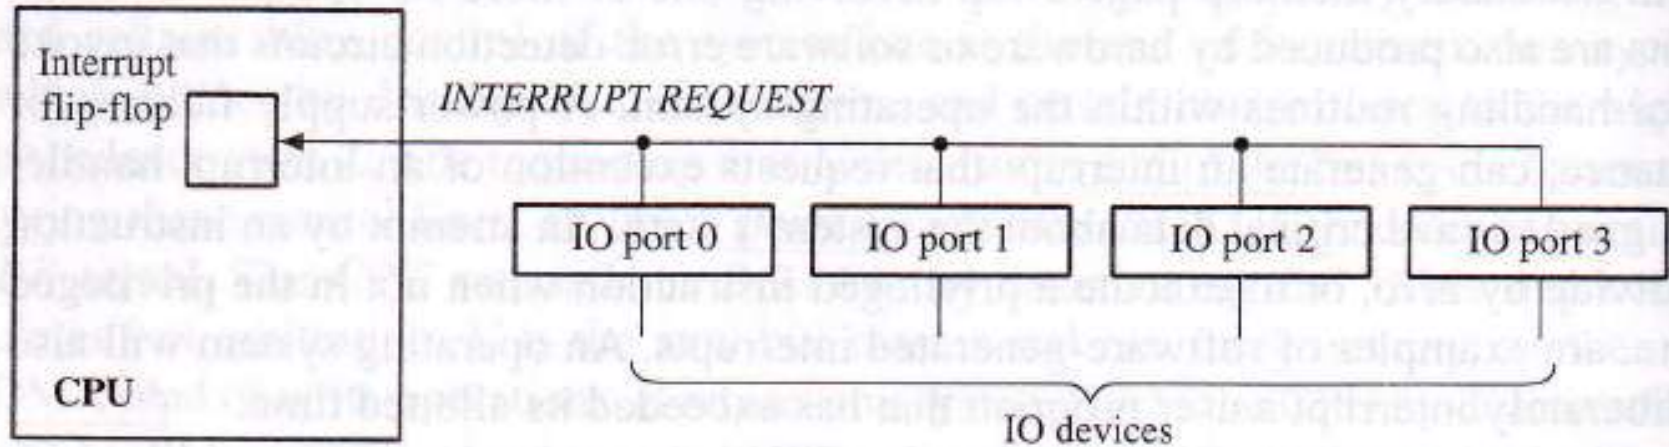 Interrupt
flip-flop
INTERRUPT REQUEST
IO port 0
IO port 1
IO port 2
IO port 3
CPU
IO devices